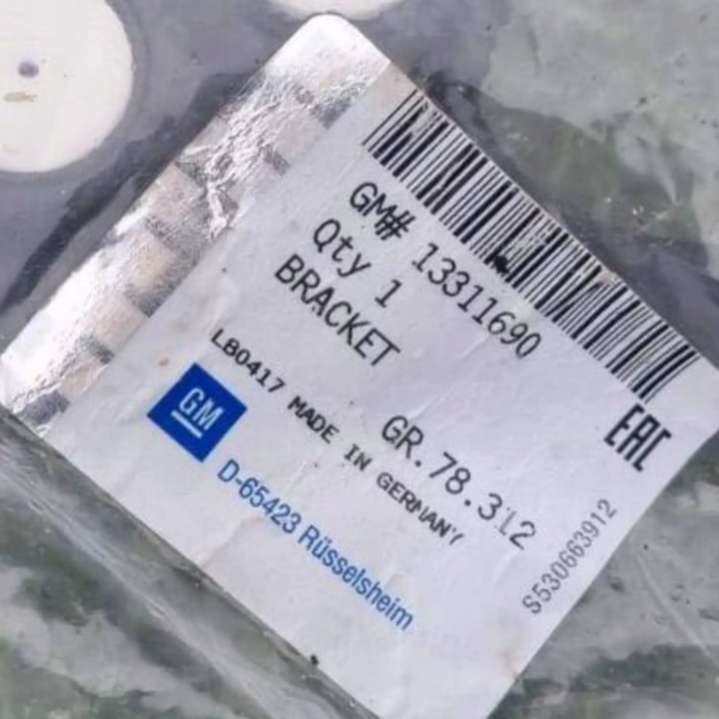 GM# 13311690
Qty 1
BRACKET
GR.78.312
LB0417 MADE IN GERMANY
GM
D-65423 Rüsselsheim
EAC
S530663912